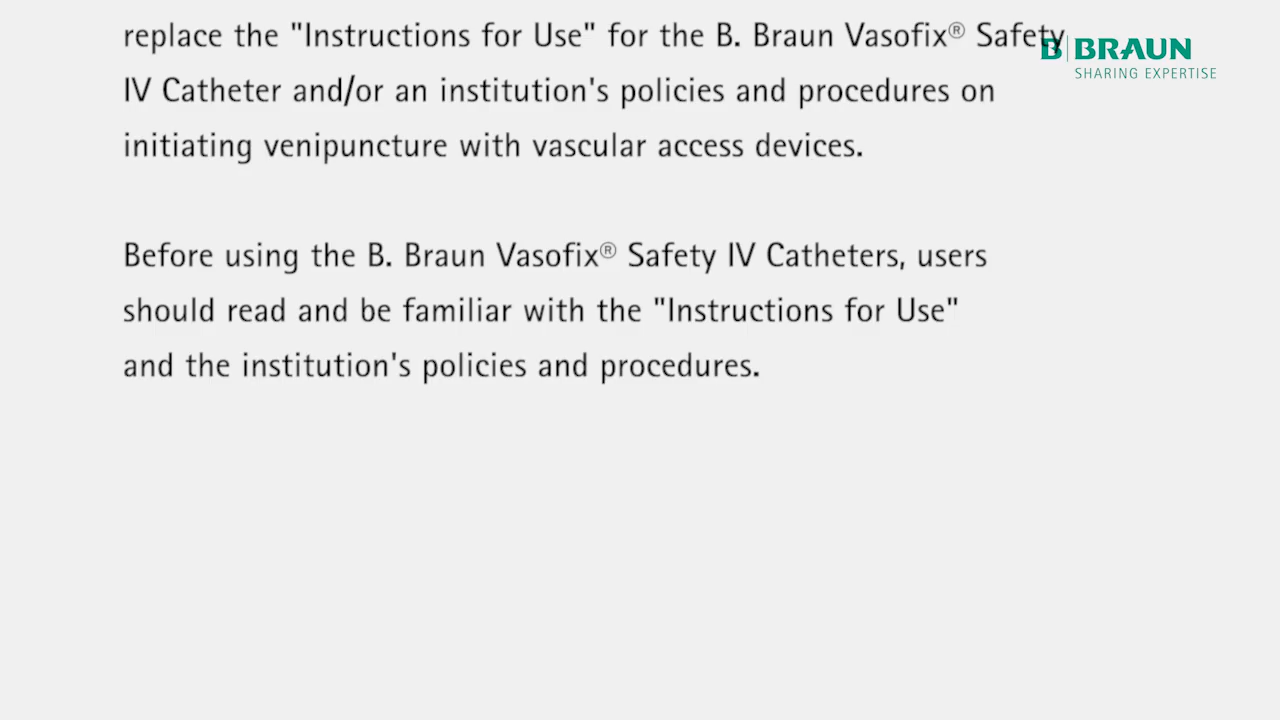 replace the "Instructions for Use" for the B. Braun Vasofix® Safety
B|BRAUN
SHARING EXPERTISE
IV Catheter and/or an institution's policies and procedures on
initiating venipuncture with vascular access devices.
Before using the B. Braun Vasofix® Safety IV Catheters, users
should read and be familiar with the "Instructions for Use"
and the institution's policies and procedures.